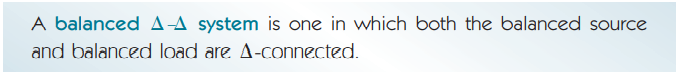 A balanced Δ-Δ system is one in which both the balanced source
and balanced load are Δ-connected.